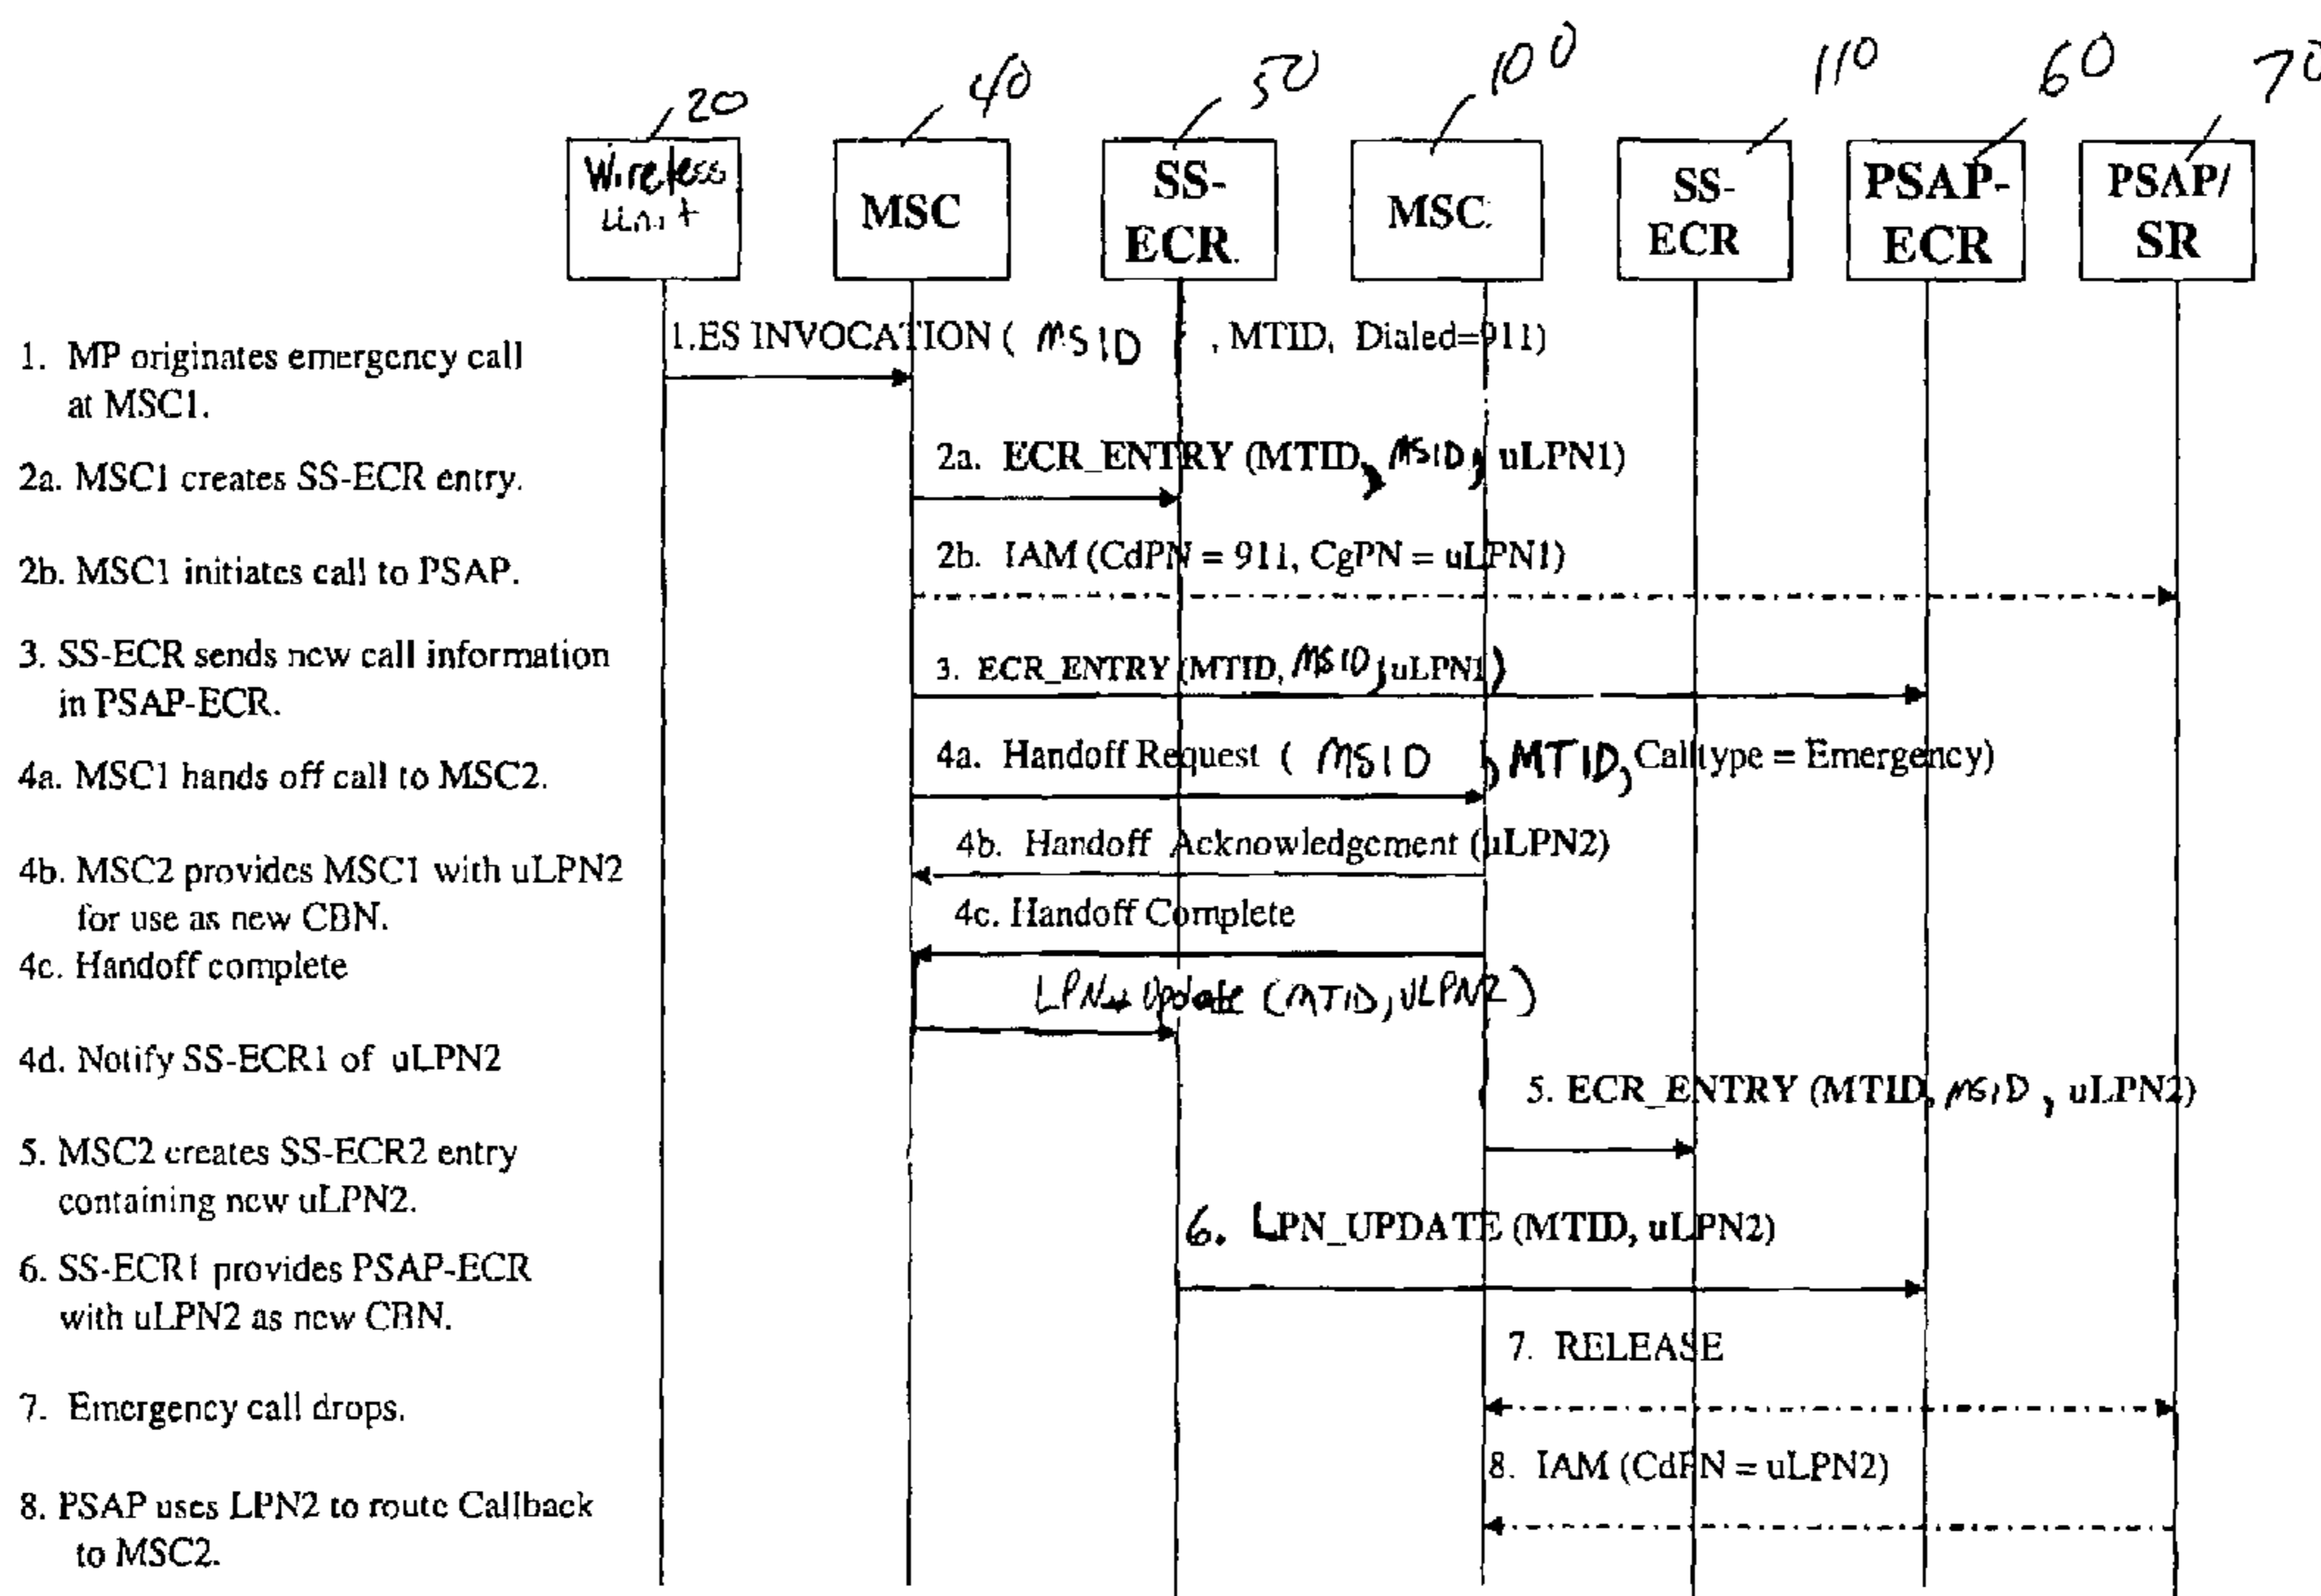 20
40
50
100
110
60
70
Wireless
Unit
MSC
SS-
ECR.
MSC
SS-
ECR
PSAP-
ECR
PSAP/
SR
1. MP originates emergency call
at MSC1.
1.ES INVOCATION ( MSID , MTID, Dialed=911)
2a. MSC1 creates SS-ECR entry.
2a. ECR_ENTRY (MTID, MSID, uLPN1)
2b. MSC1 initiates call to PSAP.
2b. IAM (CdPN = 911, CgPN = uLPN1)
3. SS-ECR sends new call information
in PSAP-ECR.
3. ECR_ENTRY (MTID, MSID, uLPN1)
4a. MSC1 hands off call to MSC2.
4a. Handoff Request ( MSID , MTID, Calltype = Emergency)
4b. MSC2 provides MSC1 with uLPN2
for use as new CBN.
4b. Handoff Acknowledgement (uLPN2)
4c. Handoff complete
4c. Handoff Complete
LPN_Update (MTID, uLPN2)
4d. Notify SS-ECR1 of uLPN2
5. ECR_ENTRY (MTID, MSID, uLPN2)
5. MSC2 creates SS-ECR2 entry
containing new uLPN2.
6. LPN_UPDATE (MTID, uLPN2)
6. SS-ECR1 provides PSAP-ECR
with uLPN2 as new CBN.
7. RELEASE
7. Emergency call drops.
8. IAM (CdPN = uLPN2)
8. PSAP uses LPN2 to route Callback
to MSC2.